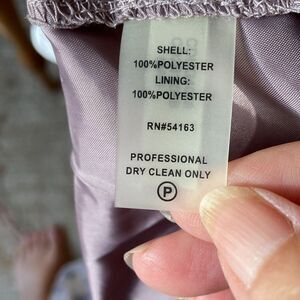 SHELL:
100%POLYESTER
LINING:
100%POLYESTER
RN#54163
PROFESSIONAL
DRY CLEAN ONLY
P